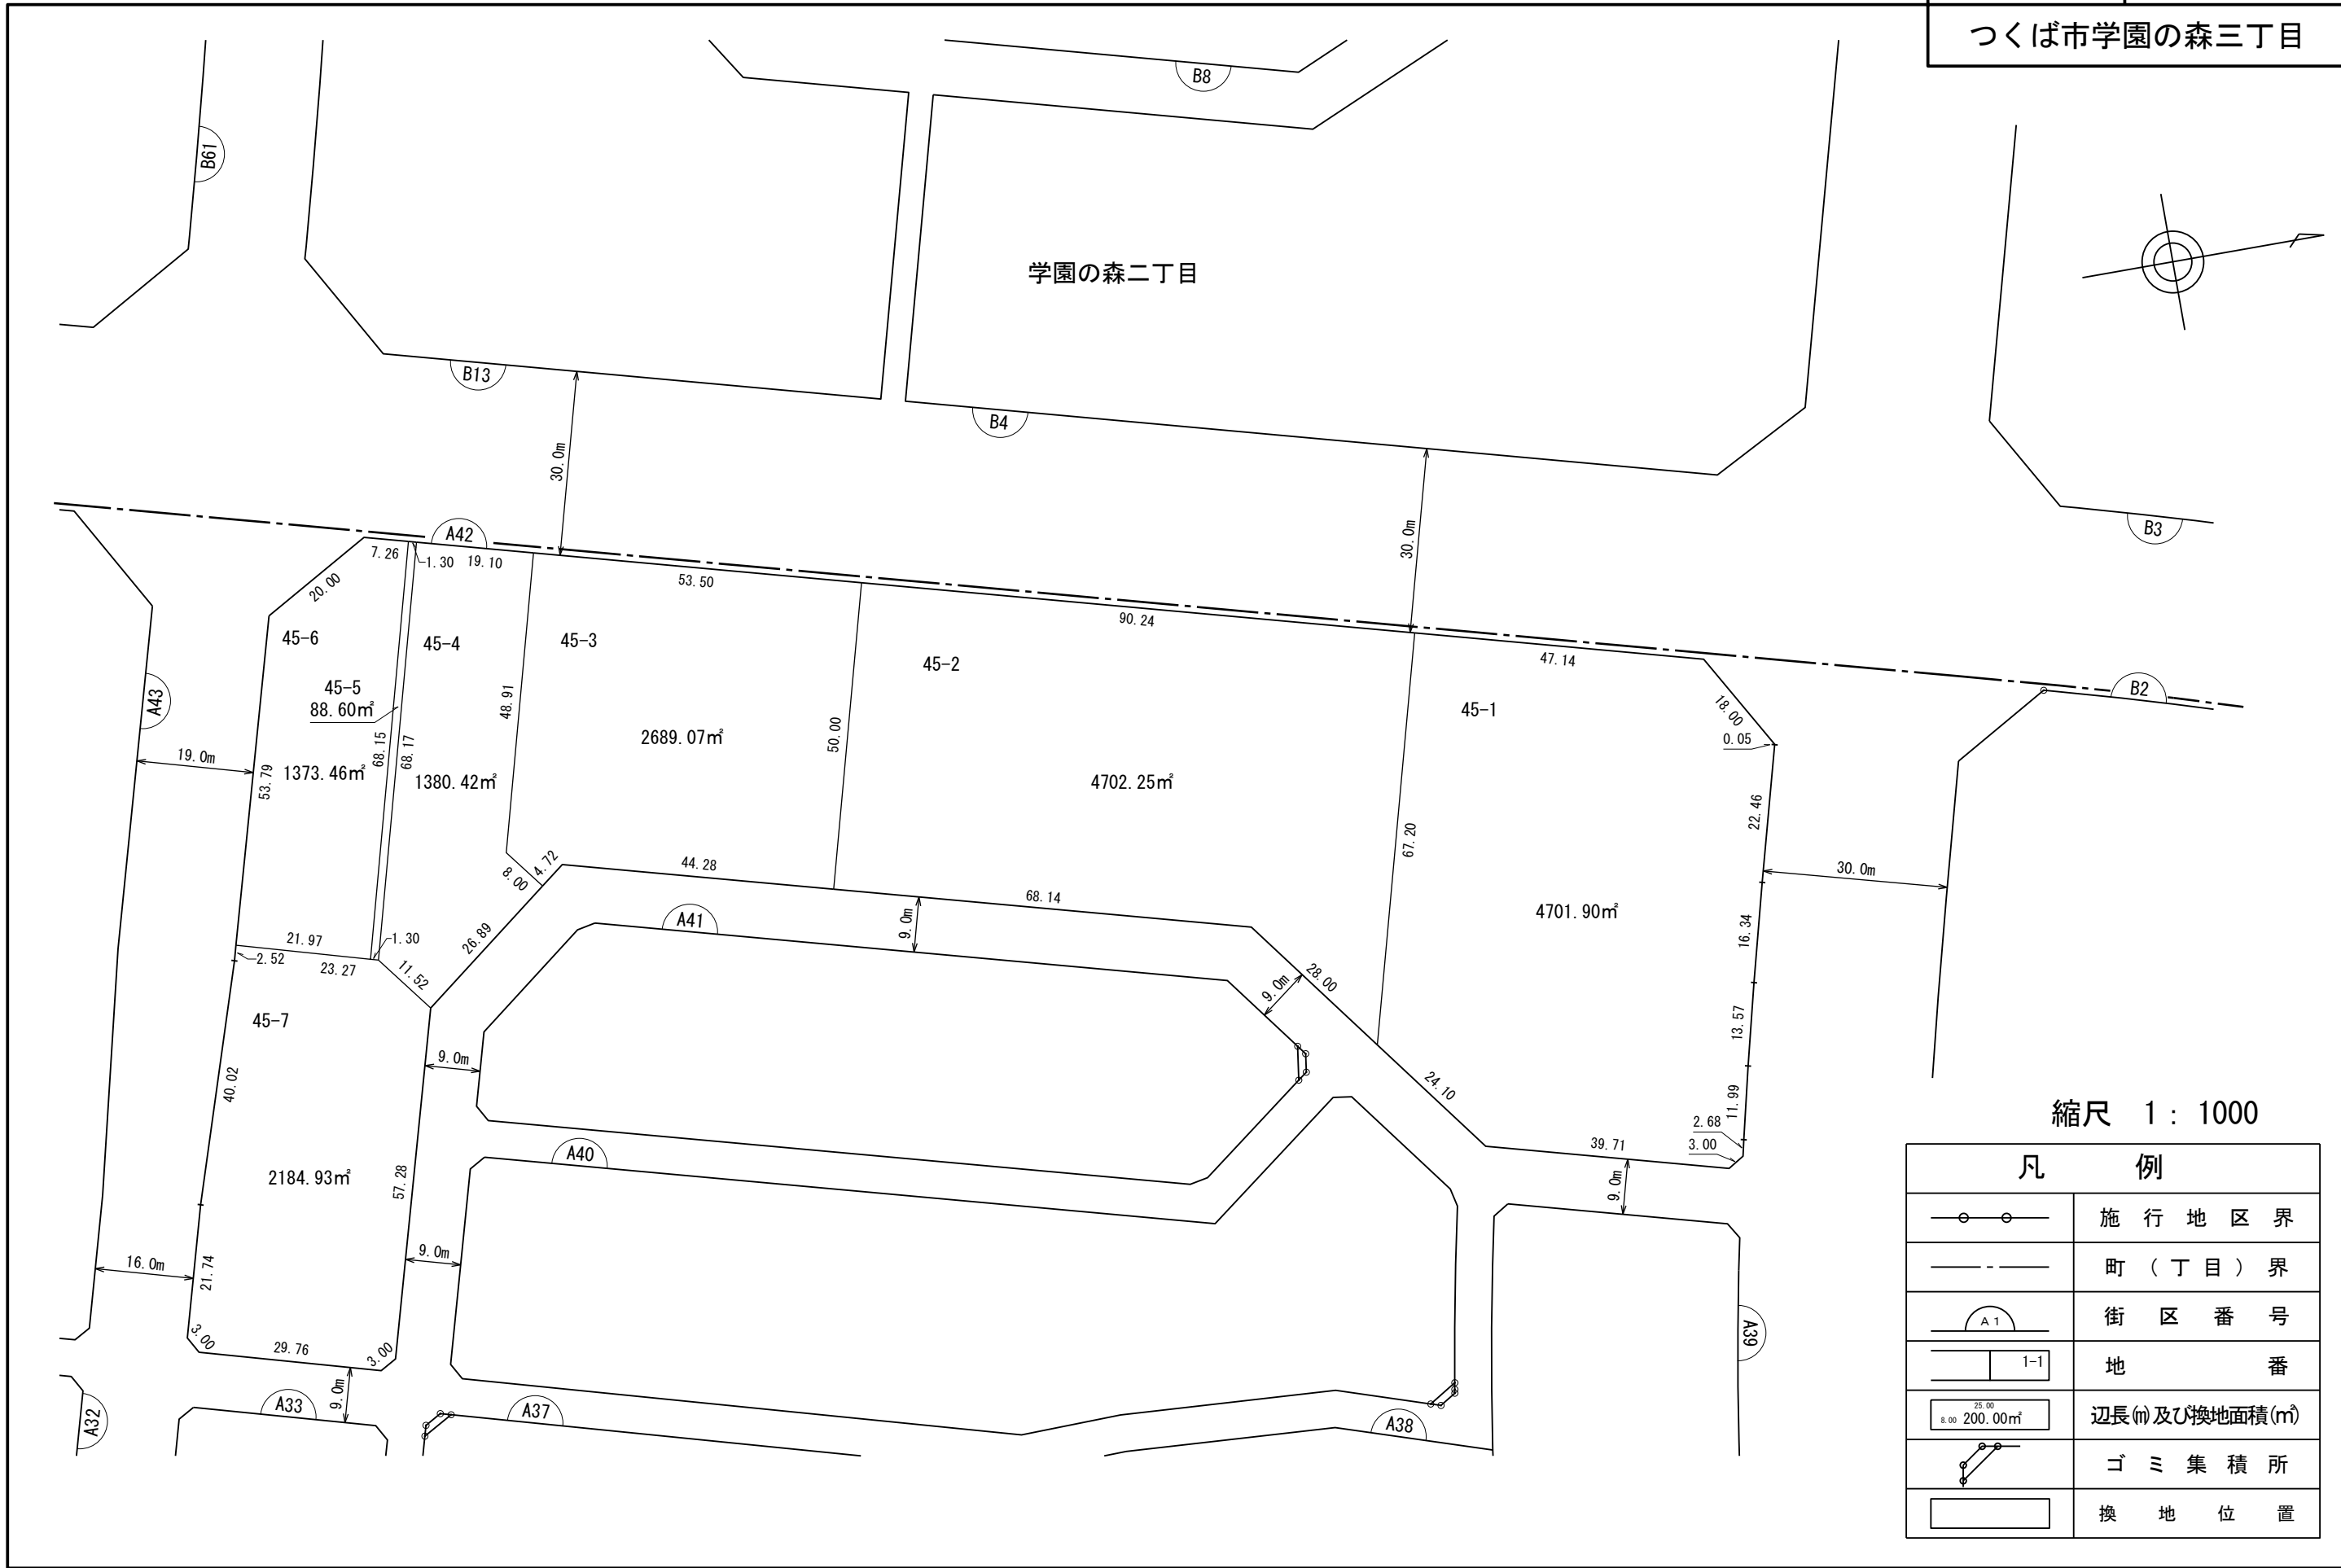 つくば市学園の森三丁目
B8
B61
学園の森二丁目
B13
B4
B3
30.0m
30.0m
A42
7.26
1.30
19.10
53.50
90.24
47.14
B2
20.00
18.00
0.05
45-6
45-4
45-3
45-2
45-1
45-5
88.60㎡
A43
19.0m
53.79
68.15
68.17
48.91
50.00
67.20
22.46
1373.46㎡
1380.42㎡
2689.07㎡
4702.25㎡
4701.90㎡
30.0m
8.00
4.72
44.28
68.14
9.0m
A41
26.89
21.97
1.30
2.52
23.27
11.52
16.34
28.00
9.0m
13.57
45-7
9.0m
40.02
24.10
11.99
2.68
3.00
39.71
9.0m
A40
2184.93㎡
57.28
9.0m
16.0m
21.74
3.00
29.76
3.00
9.0m
A32
A33
A37
A38
A39
縮尺 1: 1000
凡 例
施行地区界
町(丁目)界
A1
街区番号
1-1
地番
25.00
8.00 200.00㎡
辺長(m)及び換地面積(㎡)
ゴミ集積所
換地位置